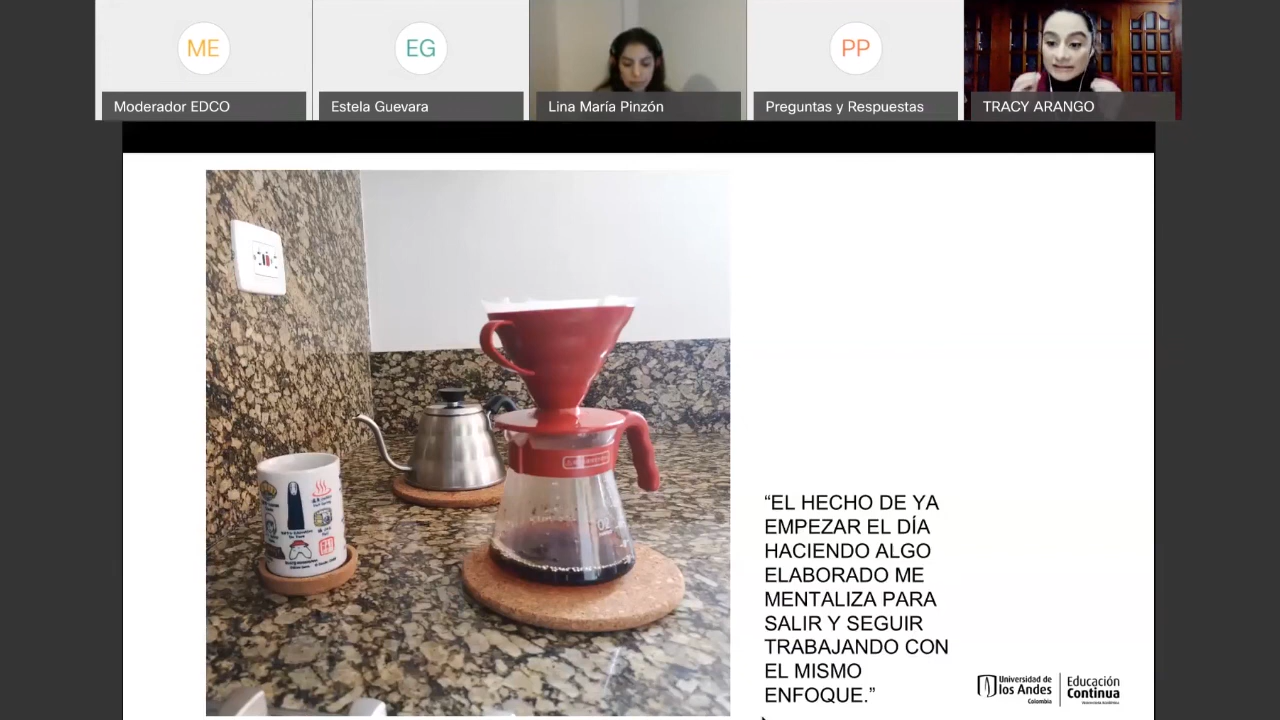 ME
EG
PP
Moderador EDCO
Estela Guevara
Lina María Pinzón
Preguntas y Respuestas
TRACY ARANGO
“EL HECHO DE YA
EMPEZAR EL DÍA
HACIENDO ALGO
ELABORADO ME
MENTALIZA PARA
SALIR Y SEGUIR
TRABAJANDO CON
EL MISMO
ENFOQUE.”
Universidad de
los Andes
Colombia
Educación
Continua